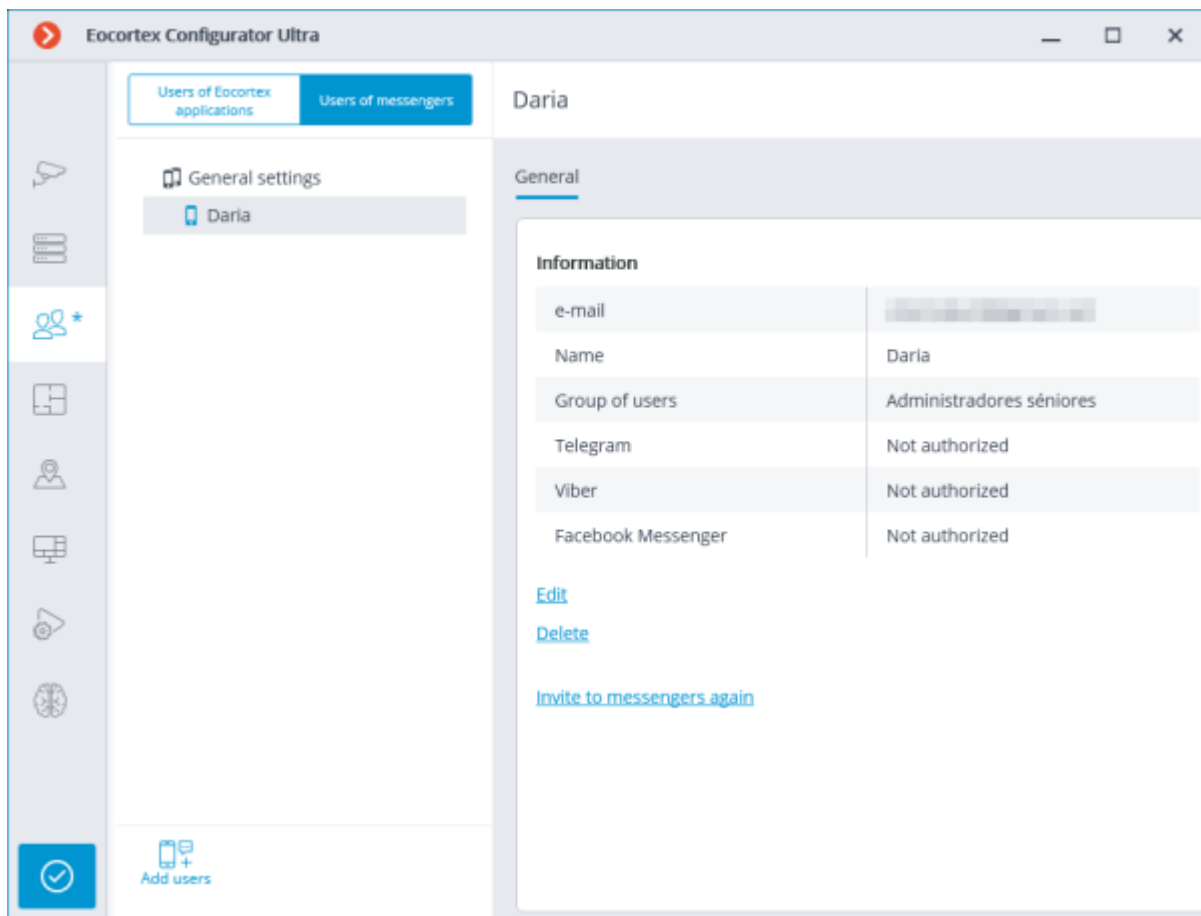 Eocortex Configurator Ultra
Users of Eocortex
applications
Users of messengers
Daria
General settings
Daria
General
Information
e-mail
Name Daria
Group of users Administradores séniores
Telegram Not authorized
Viber Not authorized
Facebook Messenger Not authorized
Edit
Delete
Invite to messengers again
Add users